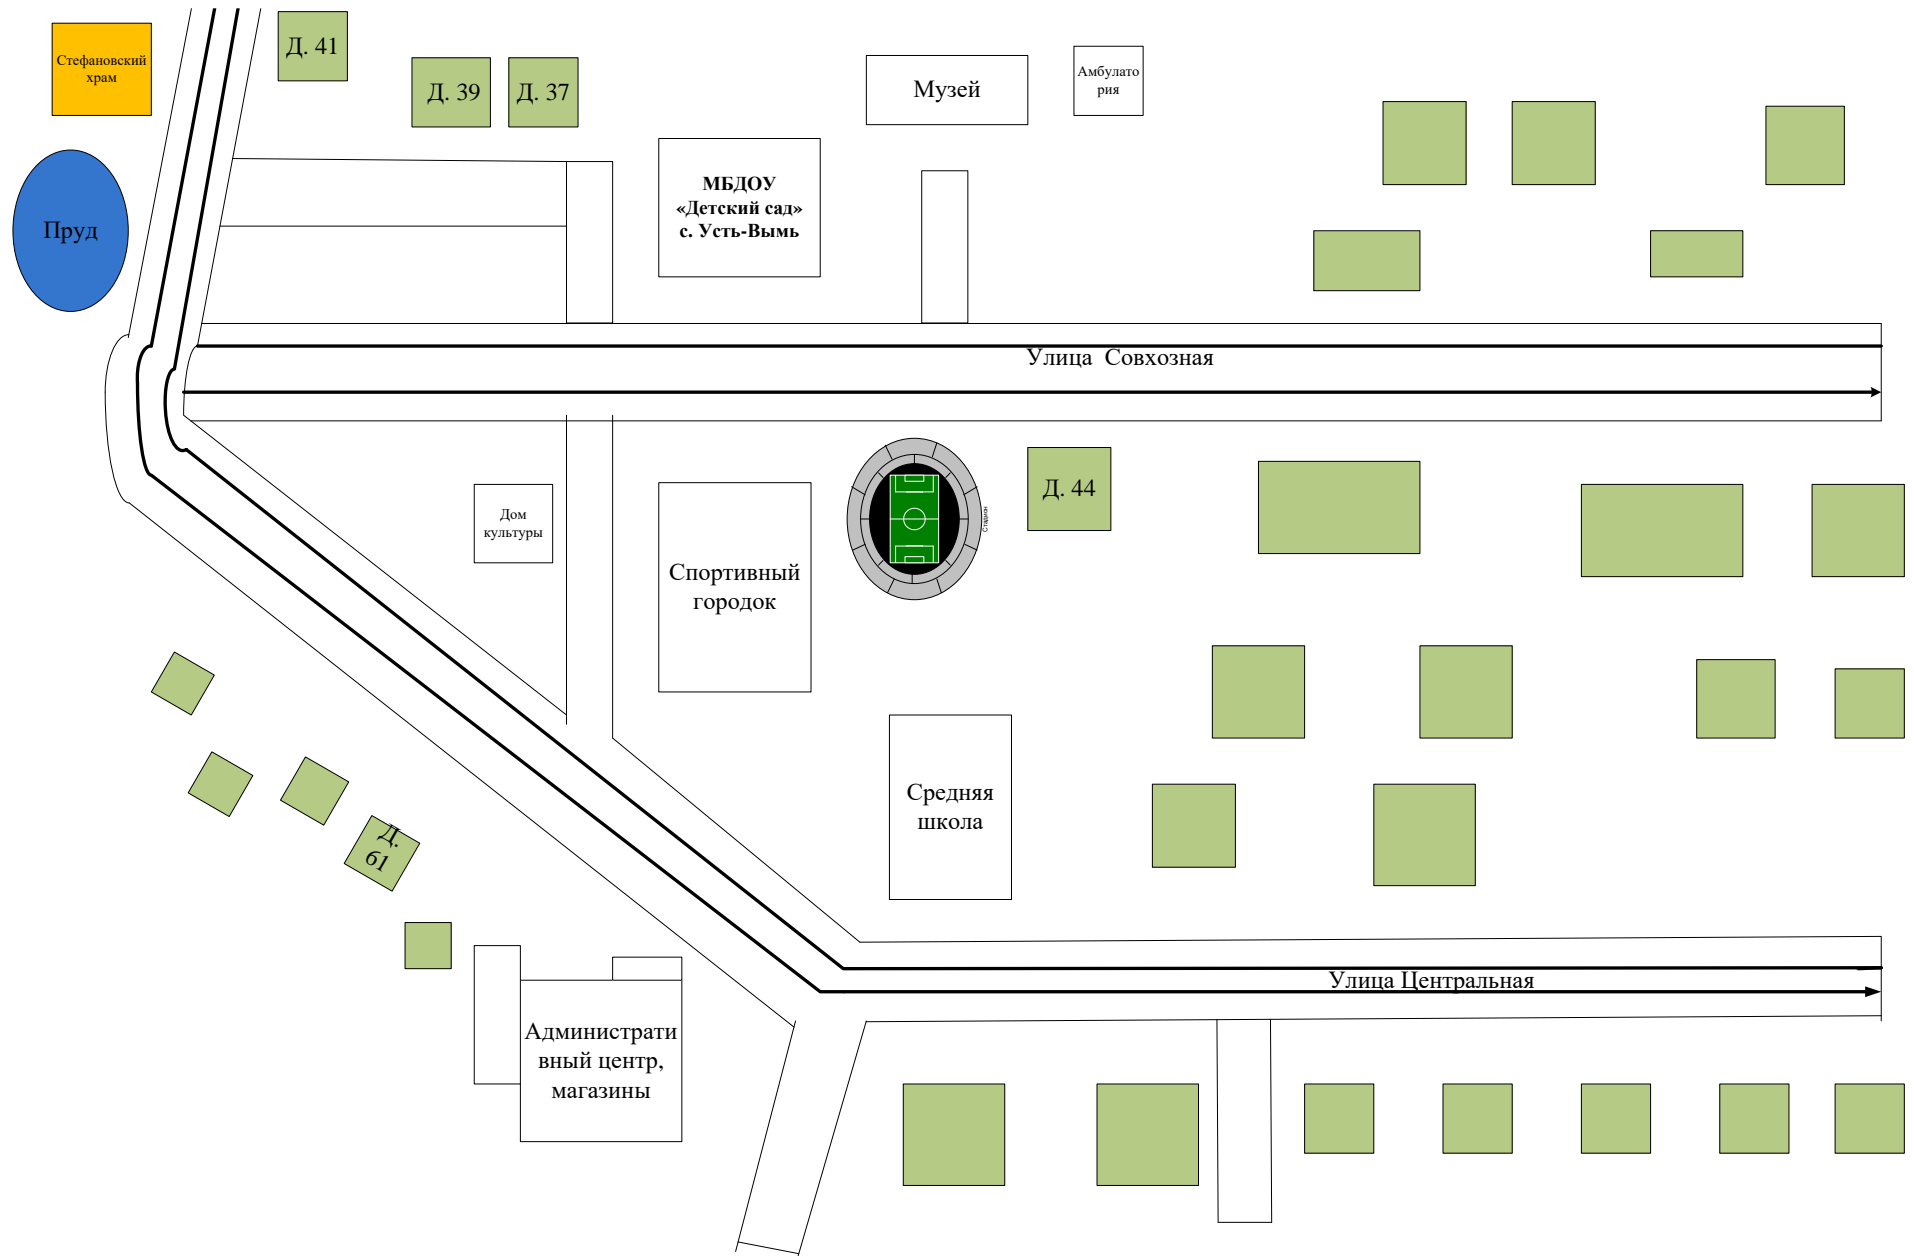 Стефановский
храм
Д. 41
Д. 39
Д. 37
Музей
Амбулато
рия
МБДОУ
«Детский сад»
с. Усть-Вымь
Пруд
Улица Совхозная
Дом
культуры
Спортивный
городок
Стадион
Д. 44
Средняя
школа
Д.
61
Улица Центральная
Администрати
вный центр,
магазины